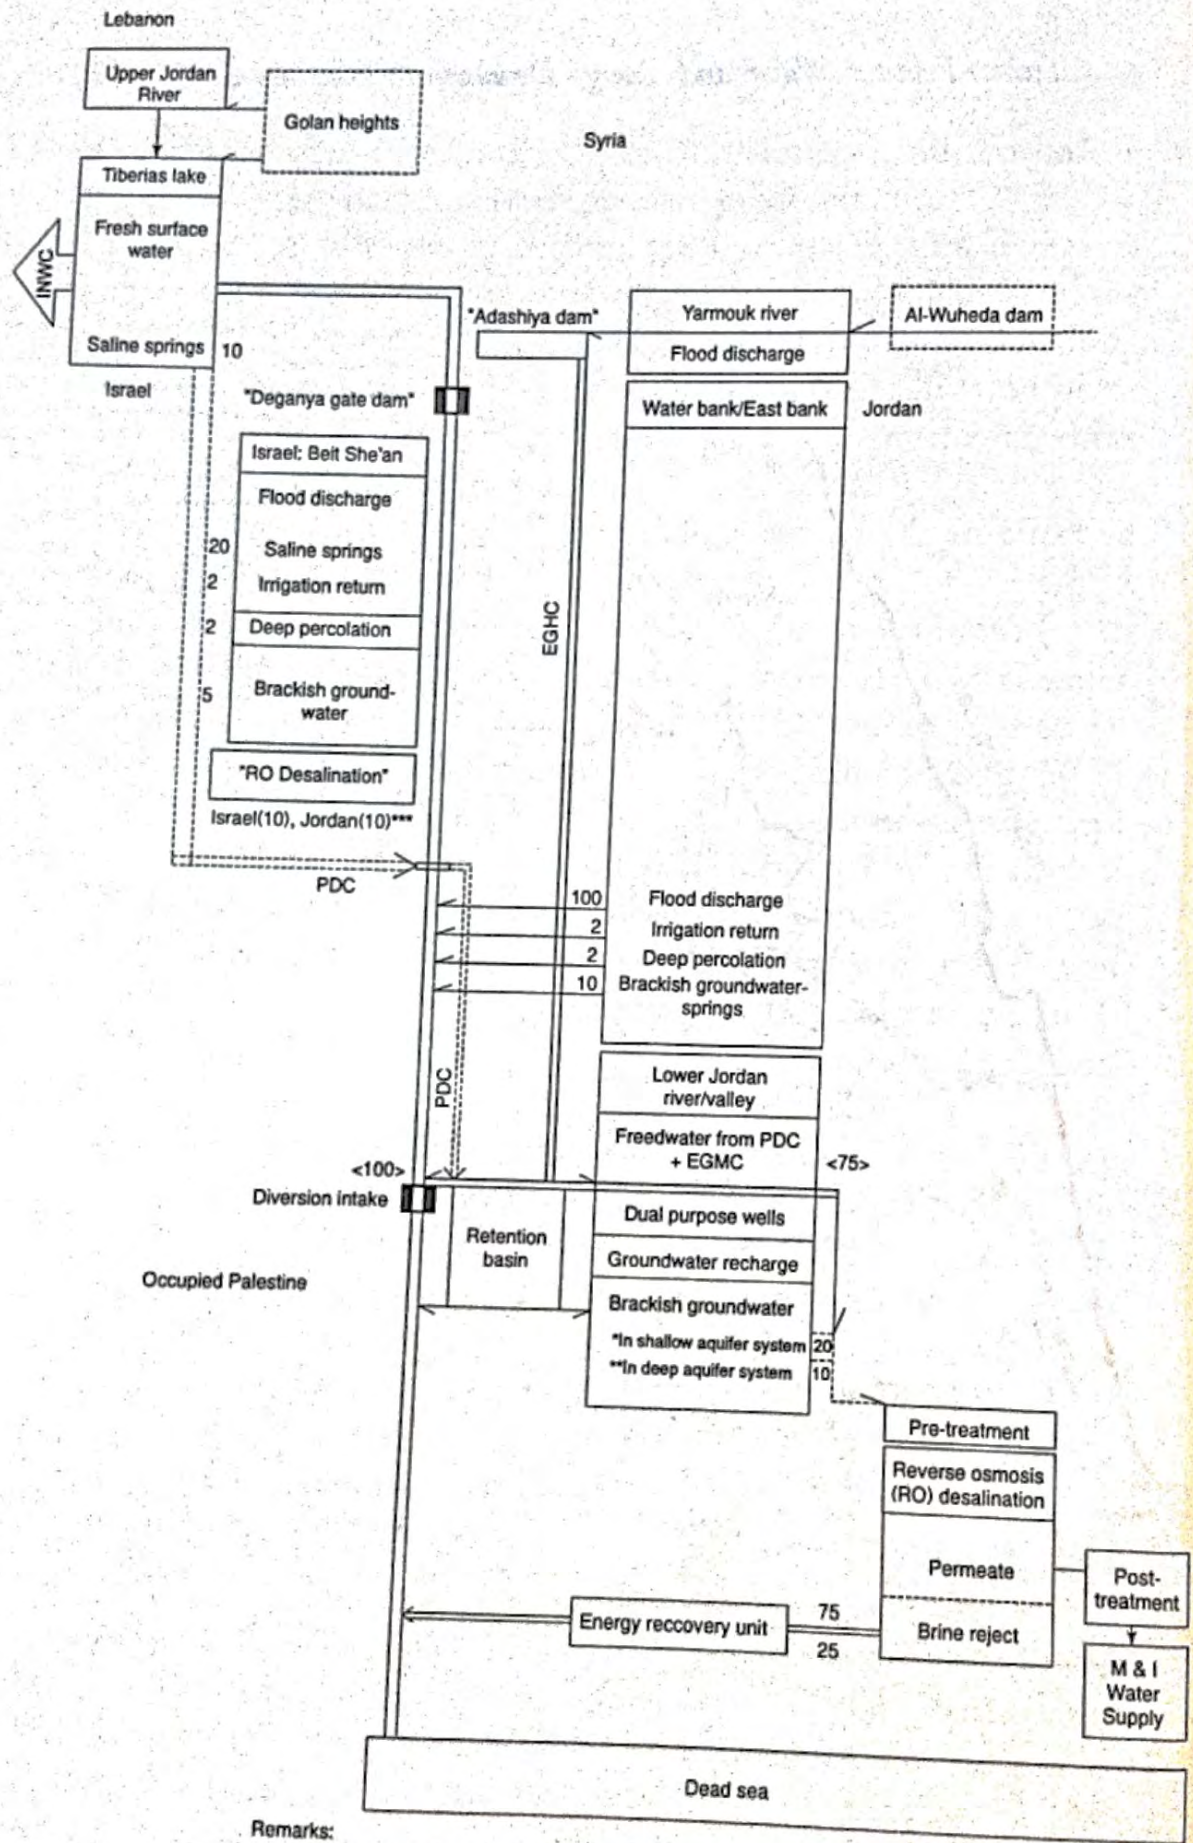 Lebanon
Upper Jordan
River
Golan heights
Syria
Tiberias lake
Fresh surface
water
INWC
Saline springs
10
Israel
"Adashiya dam"
Yarmouk river
Flood discharge
Al-Wuheda dam
"Deganya gate dam"
Water bank/East bank
Jordan
Israel: Beit She'an
Flood discharge
20 Saline springs
2 Irrigation return
2 Deep percolation
5 Brackish ground-
water
EGHC
"RO Desalination"
Israel(10), Jordan(10)***
PDC
100 Flood discharge
2 Irrigation return
2 Deep percolation
10 Brackish groundwater-
springs
PDC
Lower Jordan
river/valley
Freedwater from PDC
+ EGMC
<75>
<100>
Diversion intake
Retention
basin
Dual purpose wells
Groundwater recharge
Brackish groundwater
*In shallow aquifer system 20
**In deep aquifer system 10
Occupied Palestine
Pre-treatment
Reverse osmosis
(RO) desalination
Permeate
Brine reject
Post-
treatment
M & I
Water
Supply
Energy reccovery unit
75
25
Dead sea
Remarks: